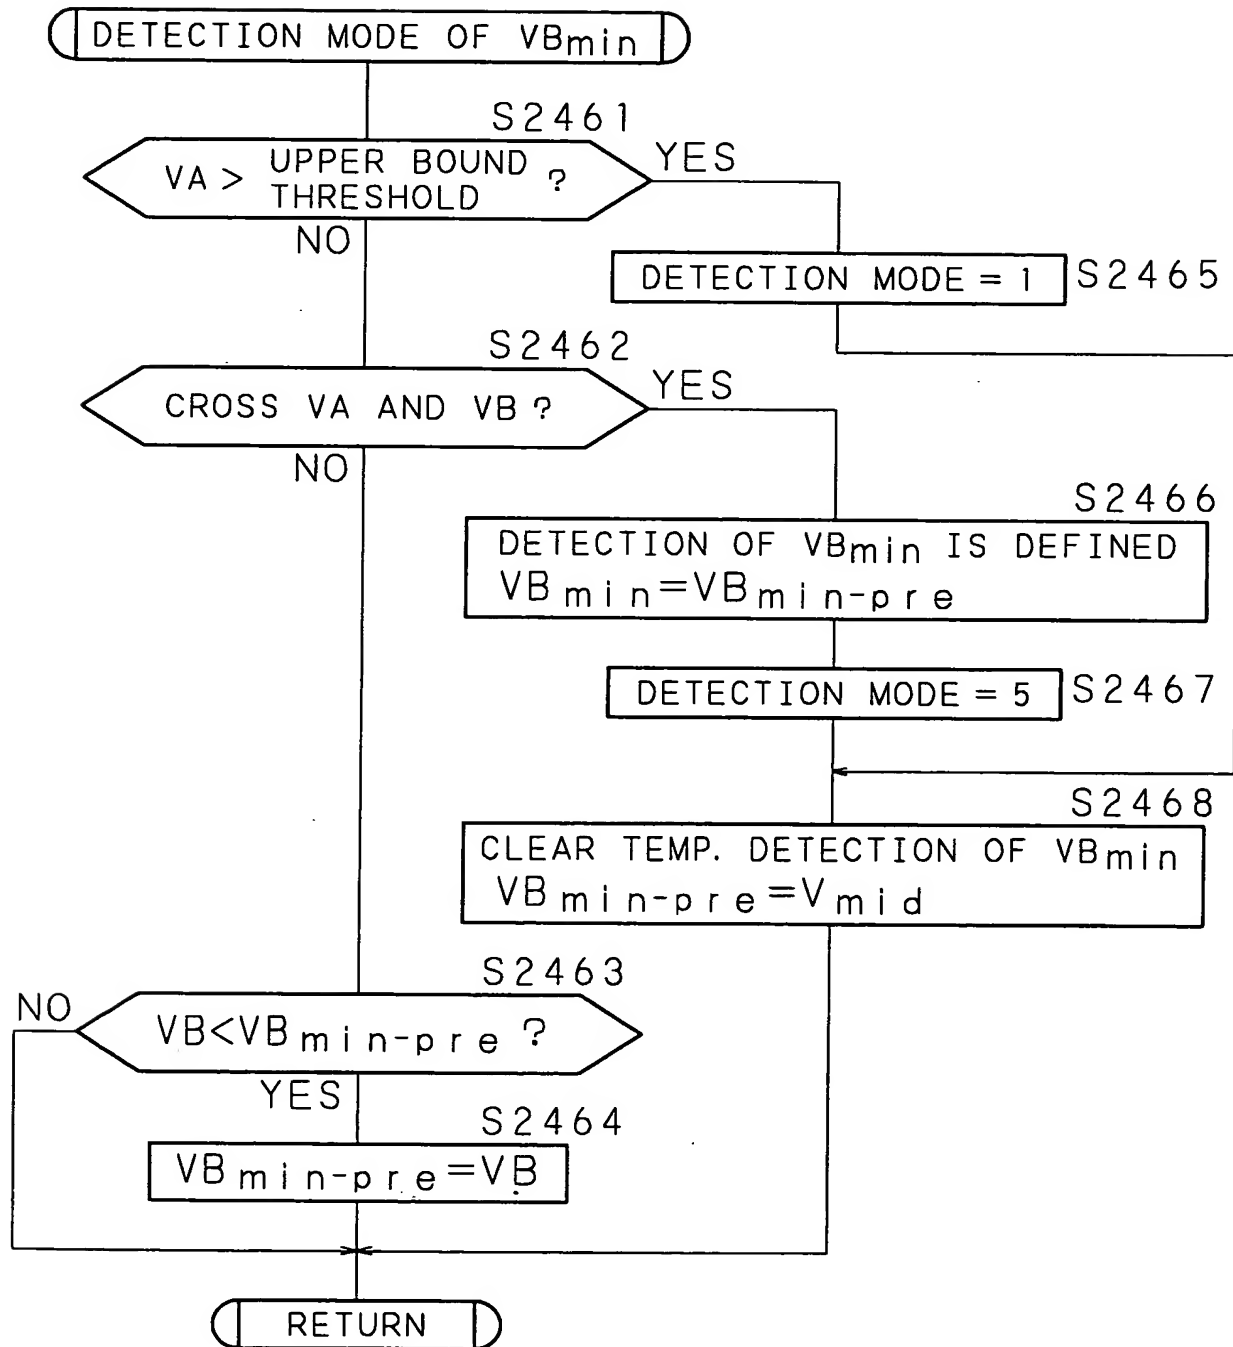 DETECTION MODE OF VBmin
S2461
VA > UPPER BOUND THRESHOLD ?
YES
NO
DETECTION MODE = 1
S2465
S2462
CROSS VA AND VB ?
YES
NO
S2466
DETECTION OF VBmin IS DEFINED
VBmin=VBmin-pre
DETECTION MODE = 5
S2467
S2468
CLEAR TEMP. DETECTION OF VBmin
VBmin-pre=Vmid
S2463
NO
VB<VBmin-pre ?
YES
S2464
VBmin-pre=VB
RETURN